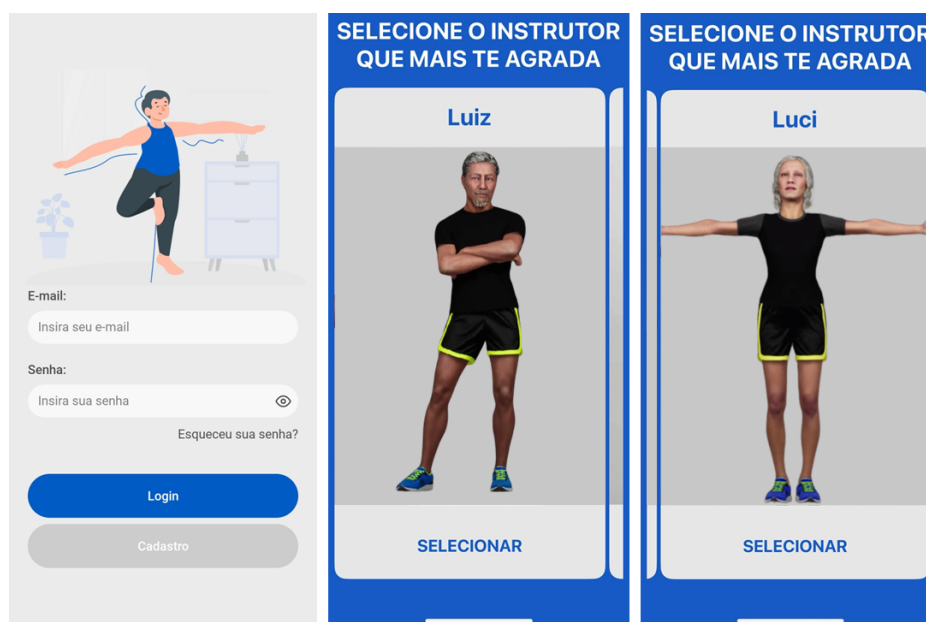 E-mail:
Insira seu e-mail
Senha:
Insira sua senha
Esqueceu sua senha?
Login
Cadastro
SELECIONE O INSTRUTOR
QUE MAIS TE AGRADA
Luiz
SELECIONAR
SELECIONE O INSTRUTOR
QUE MAIS TE AGRADA
Luci
SELECIONAR